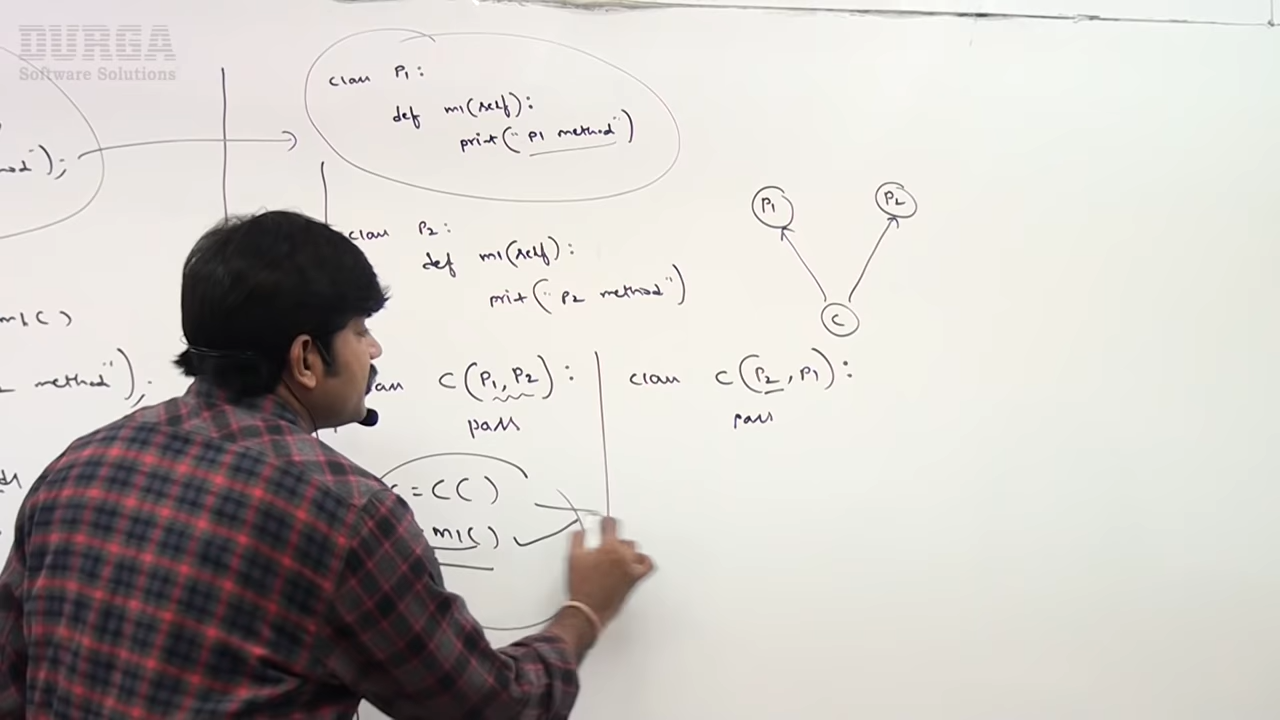 DURGA
Software Solutions
class P1:
def m1(self):
print("P1 method")
class P2:
def m1(self):
print("P2 method")
C(P1, P2):
pass
= C()
m1()
class C(P2, P1):
pass
P1
P2
C
");
m1()
method");